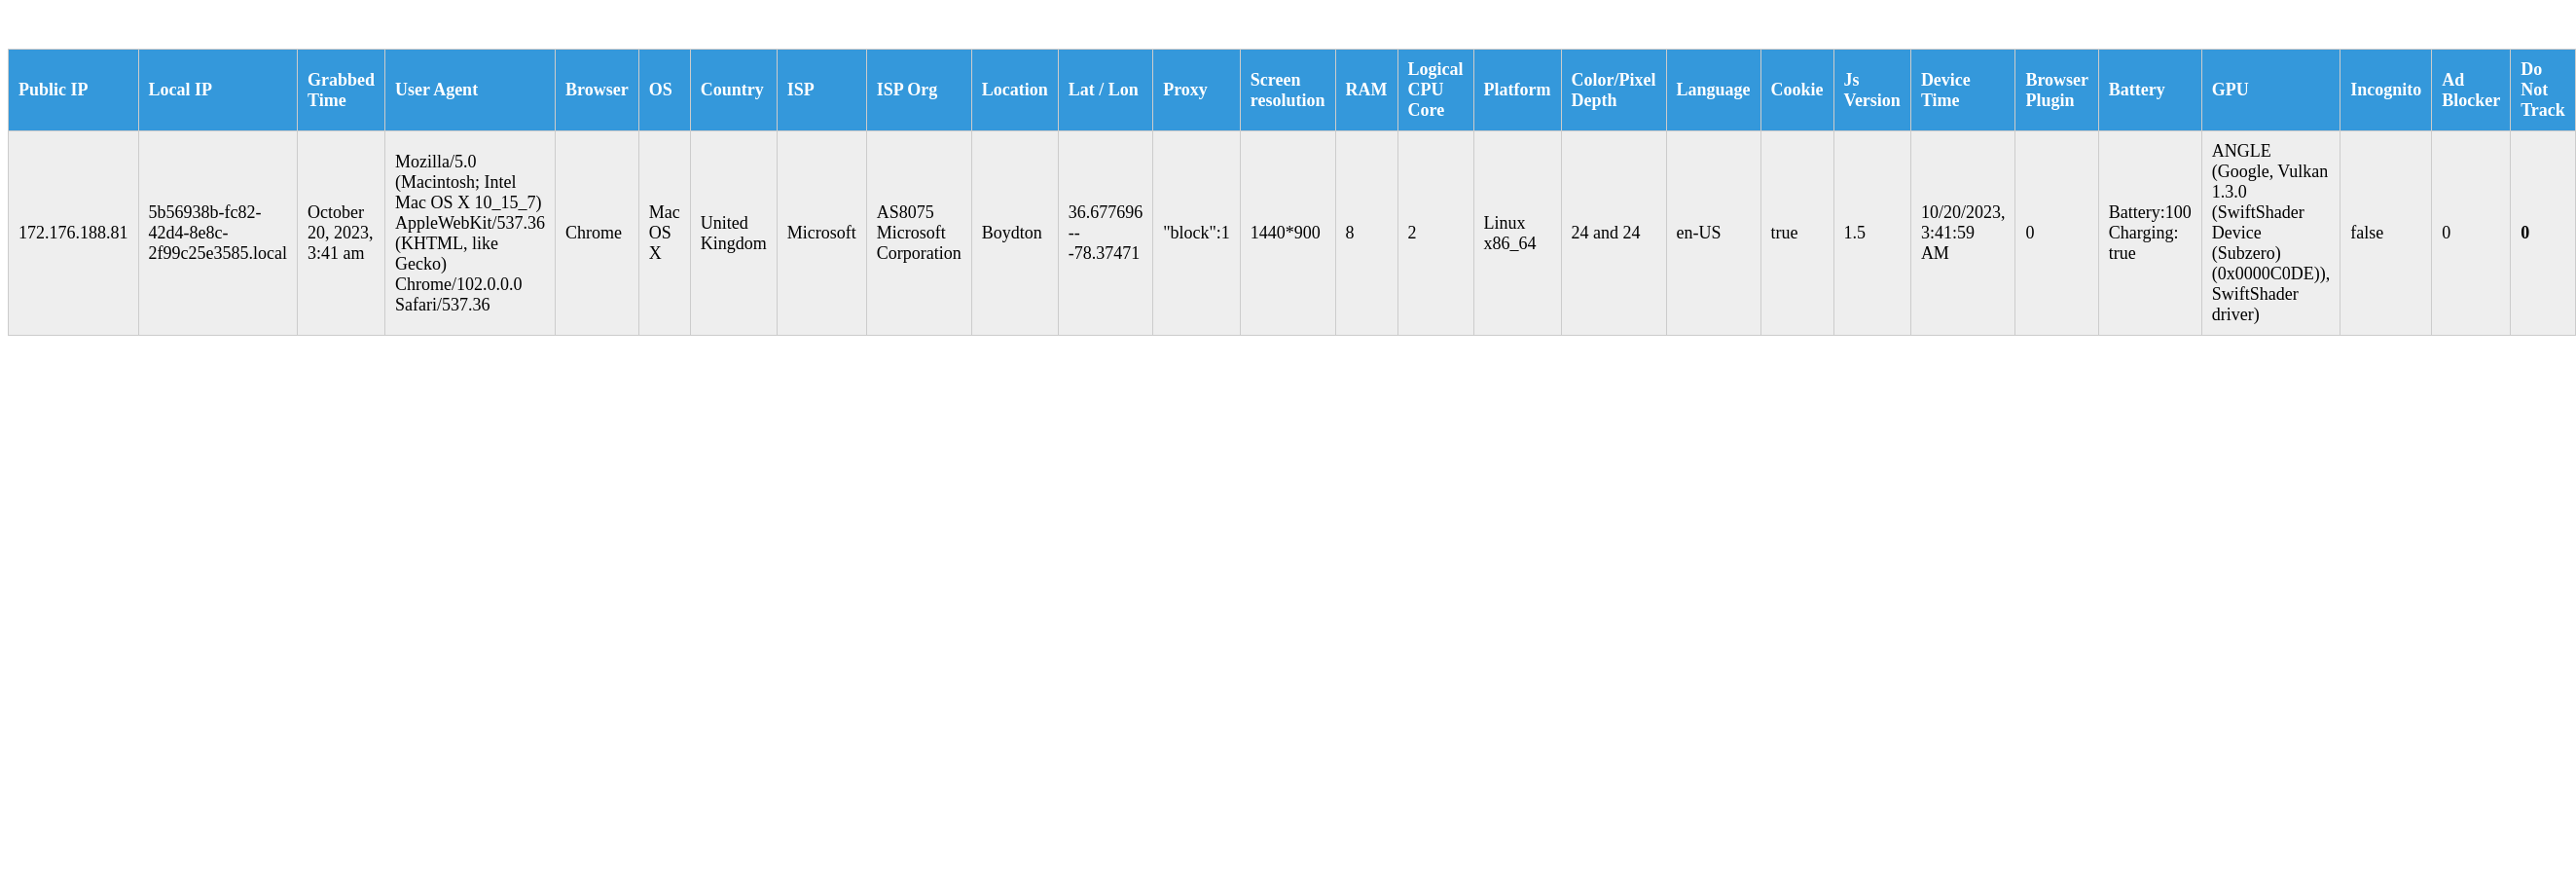 Public IP
Local IP
Grabbed
Time
User Agent
Browser
OS
Country
ISP
ISP Org
Location
Lat / Lon
Proxy
Screen
resolution
RAM
Logical
CPU
Core
Platform
Color/Pixel
Depth
Language
Cookie
Js
Version
Device
Time
Browser
Plugin
Battery
GPU
Incognito
Ad
Blocker
Do
Not
Track
172.176.188.81
5b56938b-fc82-
42d4-8e8c-
2f99c25e3585.local
October
20, 2023,
3:41 am
Mozilla/5.0
(Macintosh; Intel
Mac OS X 10_15_7)
AppleWebKit/537.36
(KHTML, like
Gecko)
Chrome/102.0.0.0
Safari/537.36
Chrome
Mac
OS
X
United
Kingdom
Microsoft
AS8075
Microsoft
Corporation
Boydton
36.677696
--
-78.37471
"block":1
1440*900
8
2
Linux
x86_64
24 and 24
en-US
true
1.5
10/20/2023,
3:41:59
AM
0
Battery:100
Charging:
true
ANGLE
(Google, Vulkan
1.3.0
(SwiftShader
Device
(Subzero)
(0x0000C0DE)),
SwiftShader
driver)
false
0
0